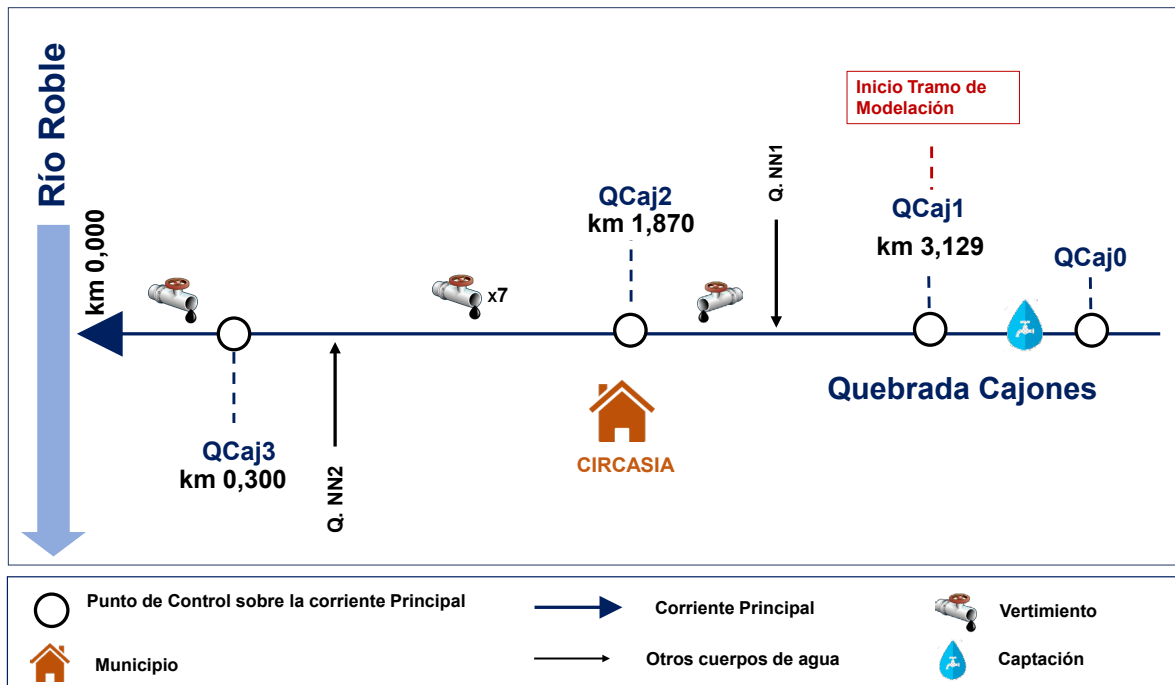 Río Roble
km 0,000
Inicio Tramo de
Modelación
Q. NN1
QCaj2
km 1,870
QCaj1
km 3,129
QCaj0
x7
Quebrada Cajones
QCaj3
km 0,300
Q. NN2
CIRCASIA
Punto de Control sobre la corriente Principal
Corriente Principal
Vertimiento
Municipio
Otros cuerpos de agua
Captación